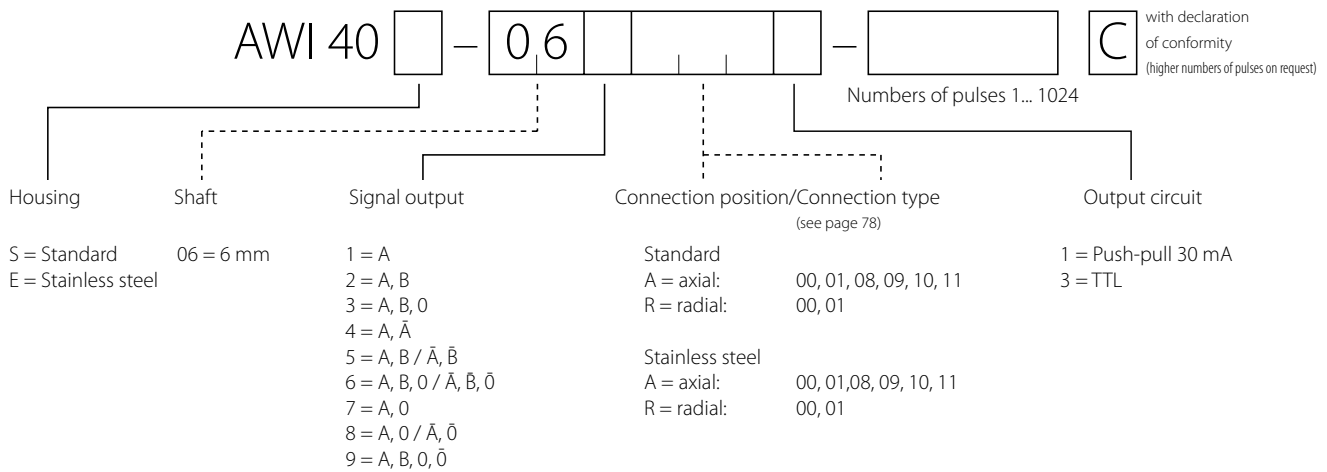 AWI 40 – 06 – C
with declaration
of conformity
(higher numbers of pulses on request)
Numbers of pulses 1... 1024
Housing Shaft Signal output Connection position/Connection type Output circuit
(see page 78)
S = Standard 06 = 6 mm 1 = A Standard 1 = Push-pull 30 mA
E = Stainless steel 2 = A, B A = axial: 00, 01, 08, 09, 10, 11 3 = TTL
3 = A, B, 0 R = radial: 00, 01
4 = A, Ā
5 = A, B / Ā, B̄ Stainless steel
6 = A, B, 0 / Ā, B̄, 0̄ A = axial: 00, 01,08, 09, 10, 11
7 = A, 0 R = radial: 00, 01
8 = A, 0 / Ā, 0̄
9 = A, B, 0, 0̄